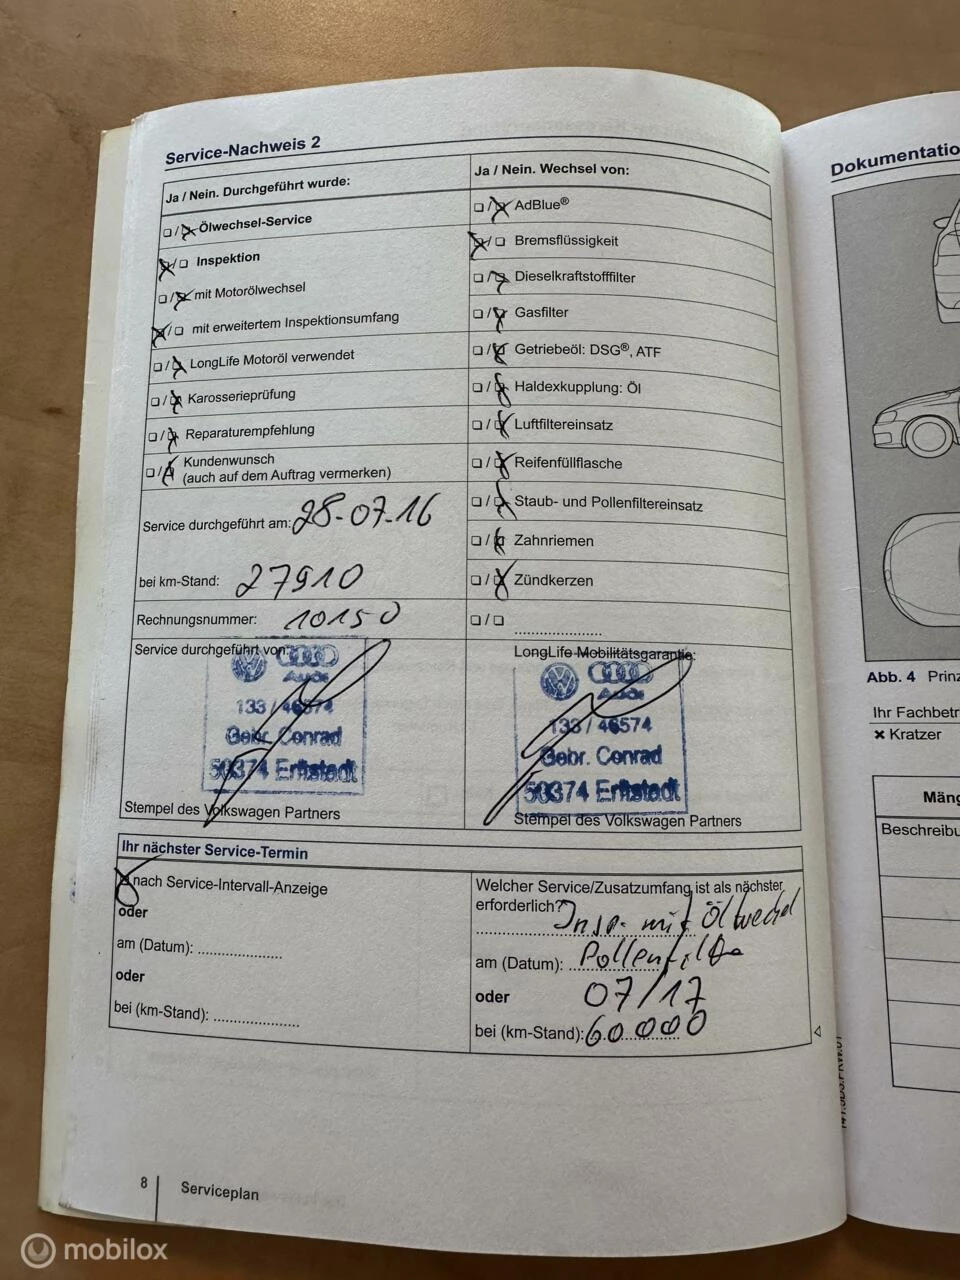 Service-Nachweis 2
Ja / Nein. Durchgeführt wurde:
Ölwechsel-Service
Inspektion
mit Motorölwechsel
mit erweitertem Inspektionsumfang
LongLife Motoröl verwendet
Karosserieprüfung
Reparaturempfehlung
Kundenwunsch
(auch auf dem Auftrag vermerken)
Service durchgeführt am: 28-07-16
bei km-Stand: 27910
Rechnungsnummer: 10150
Service durchgeführt von:
Audi
133 / 46574
Gebr. Conrad
50374 Erftstadt
Stempel des Volkswagen Partners
Ja / Nein. Wechsel von:
AdBlue®
Bremsflüssigkeit
Dieselkraftstofffilter
Gasfilter
Getriebeöl: DSG®, ATF
Haldexkupplung: Öl
Luftfiltereinsatz
Reifenfüllflasche
Staub- und Pollenfiltereinsatz
Zahnriemen
Zündkerzen
LongLife Mobilitätsgarantie:
Audi
133 / 46574
Gebr. Conrad
50374 Erftstadt
Stempel des Volkswagen Partners
Ihr nächster Service-Termin
nach Service-Intervall-Anzeige
oder
am (Datum):
oder
bei (km-Stand):
Welcher Service/Zusatzumfang ist als nächster
erforderlich? Insp. mit Ölwechsel
Pollenfilter
am (Datum):
oder 07/17
bei (km-Stand): 60.000
8 Serviceplan
Dokumentatio
Abb. 4 Prinz
Ihr Fachbetri
× Kratzer
Mäng
Beschreibu
mobilox